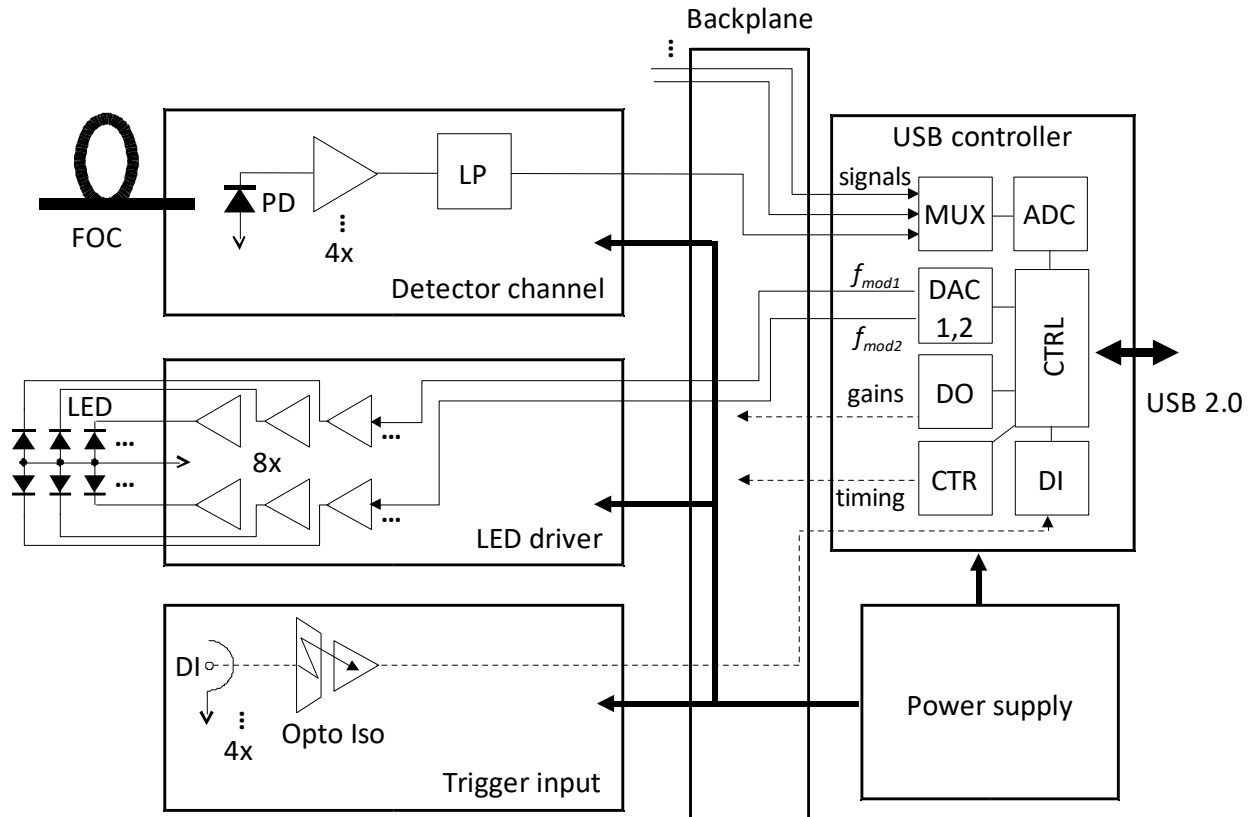 Backplane
⋮
USB controller
LP
signals
PD
MUX
ADC
FOC
⋮
4x
f_mod1
DAC
1,2
Detector channel
CTRL
f_mod2
USB 2.0
LED
gains
DO
...
...
8x
...
CTR
DI
timing
...
LED driver
DI
⋮
4x
Opto Iso
Power supply
Trigger input